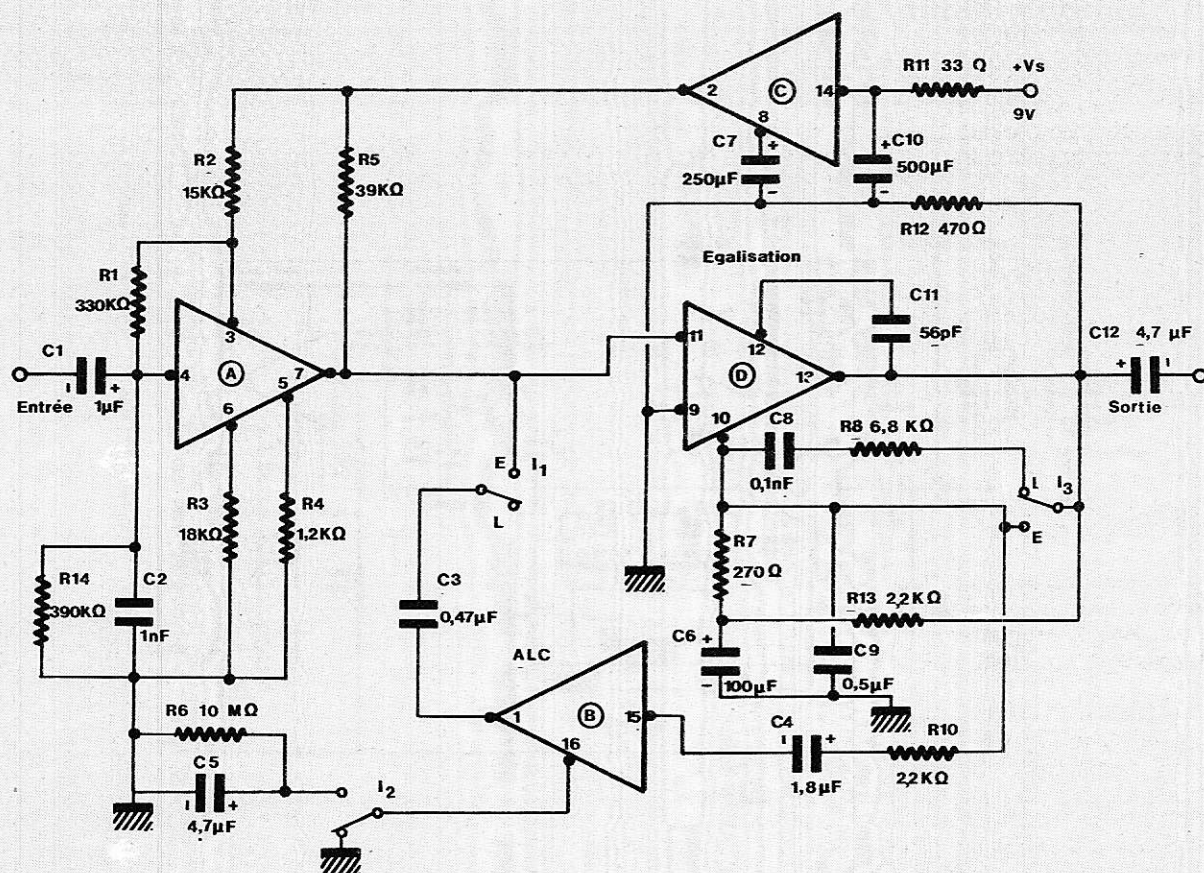 R11 33 Ω
+Vs
9V
2
C
14
8
C7
+
250µF
-
+
C10
500µF
-
R12 470Ω
R2
15KΩ
R5
39KΩ
Egalisation
R1
330KΩ
C11
56pF
C1
+
Entrée
1µF
3
4
A
7
5
6
11
12
D
13
9
10
C12 4,7 µF
+
Sortie
C8
0,1nF
R8 6,8 KΩ
L
I3
E
E
I1
L
R3
18KΩ
R4
1,2KΩ
R7
270Ω
R14
390KΩ
C2
1nF
C3
0,47µF
R13 2,2KΩ
C6
+
-
100µF
C9
0,5µF
ALC
1
B
15
16
R6 10 MΩ
C5
+
4,7µF
I2
C4
+
1,8µF
R10
2,2KΩ